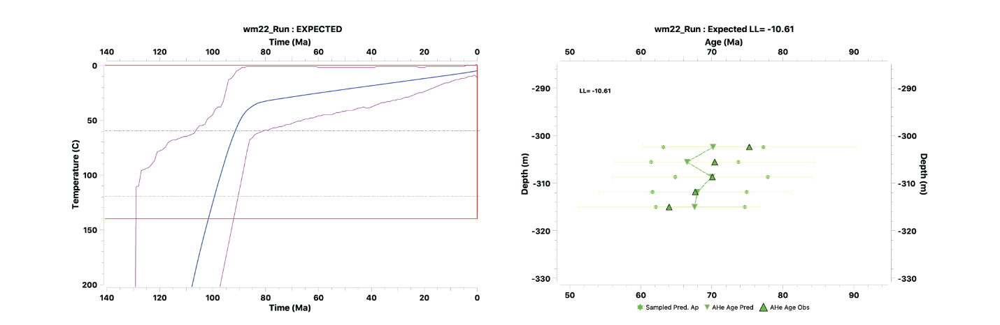 wm22_Run : EXPECTED
Time (Ma)
140 120 100 80 60 40 20 0
Temperature (C)
0
50
100
150
200
140 120 100 80 60 40 20 0
Time (Ma)
wm22_Run : Expected LL= -10.61
Age (Ma)
50 60 70 80 90
LL= -10.61
Depth (m)
-290 -290
-300 -300
-310 -310
-320 -320
-330 -330
Depth (m)
50 60 70 80 90
Sampled Pred. Ap AHe Age Pred AHe Age Obs